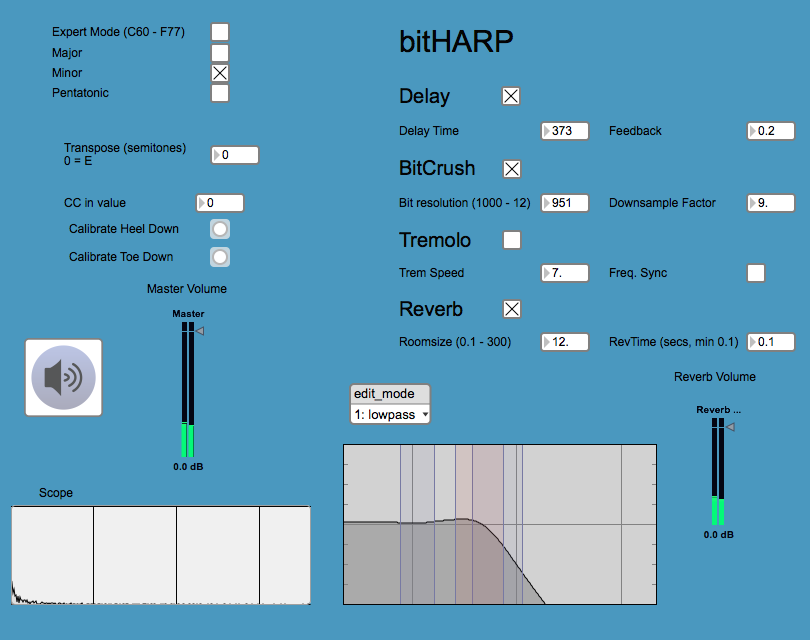 Expert Mode (C60 - F77)
Major
Minor
Pentatonic
Transpose (semitones)
0 = E
0
CC in value
0
Calibrate Heel Down
Calibrate Toe Down
Master Volume
Master
0.0 dB
Scope
bitHARP
Delay
Delay Time
373
Feedback
0.2
BitCrush
Bit resolution (1000 - 12)
951
Downsample Factor
9.
Tremolo
Trem Speed
7.
Freq. Sync
Reverb
Roomsize (0.1 - 300)
12.
RevTime (secs, min 0.1)
0.1
edit_mode
1: lowpass
Reverb Volume
Reverb ...
0.0 dB